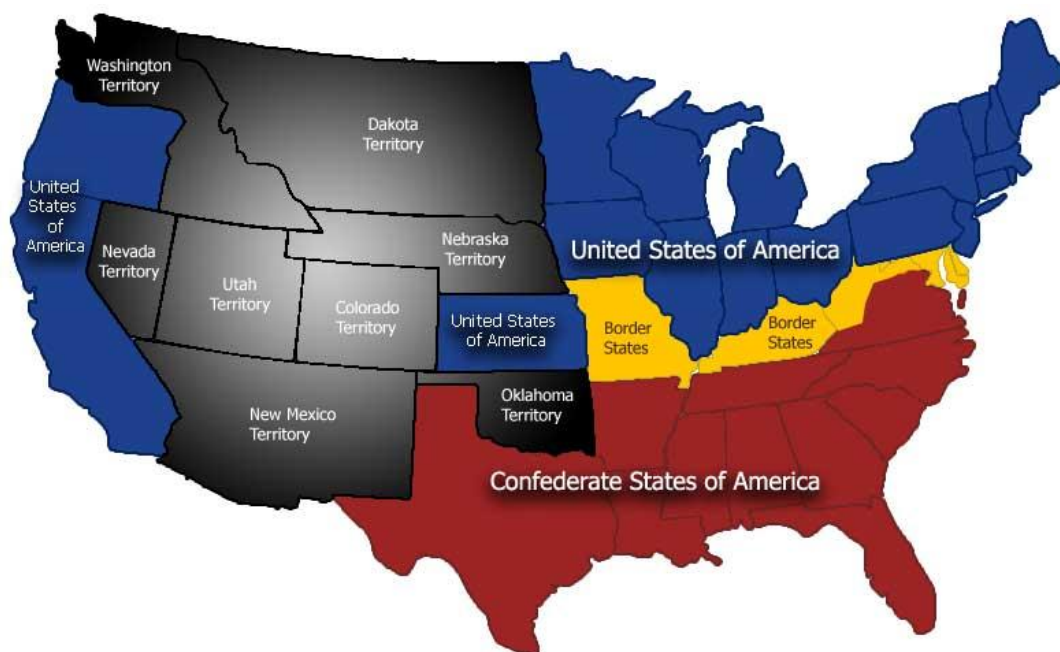 Washington
Territory
Dakota
Territory
United
States
of
America
Nevada
Territory
Utah
Territory
Colorado
Territory
Nebraska
Territory
United States of America
United States
of America
Border
States
Border
States
New Mexico
Territory
Oklahoma
Territory
Confederate States of America